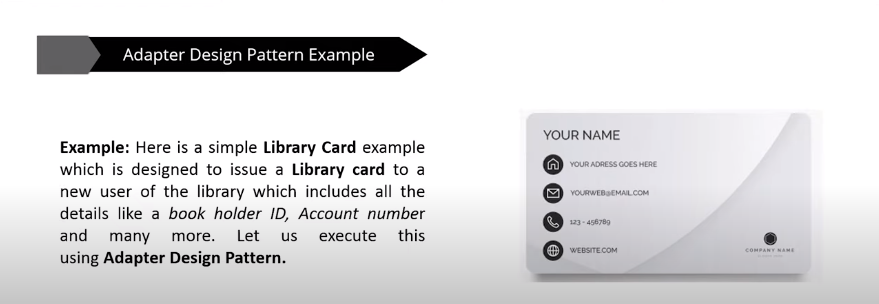 Adapter Design Pattern Example
Example: Here is a simple Library Card example
which is designed to issue a Library card to a
new user of the library which includes all the
details like a book holder ID, Account number
and many more. Let us execute this
using Adapter Design Pattern.
YOUR NAME
YOUR ADRESS GOES HERE
YOURWEB@EMAIL.COM
123 - 456789
WEBSITE.COM
COMPANY NAME